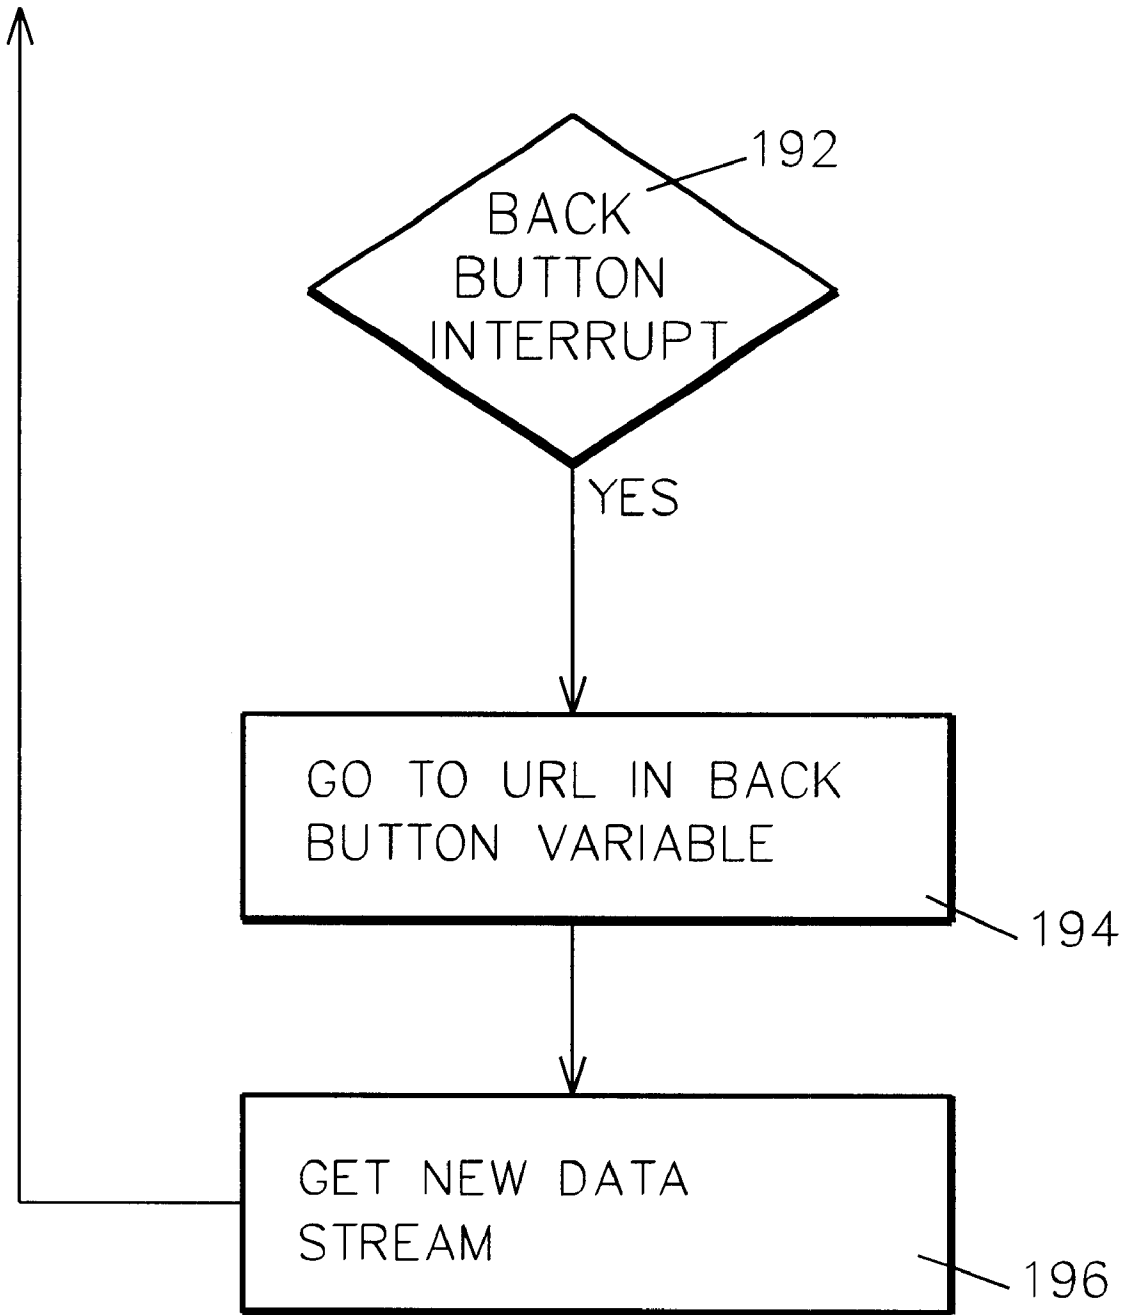 192
BACK
BUTTON
INTERRUPT
YES
GO TO URL IN BACK
BUTTON VARIABLE
194
GET NEW DATA
STREAM
196